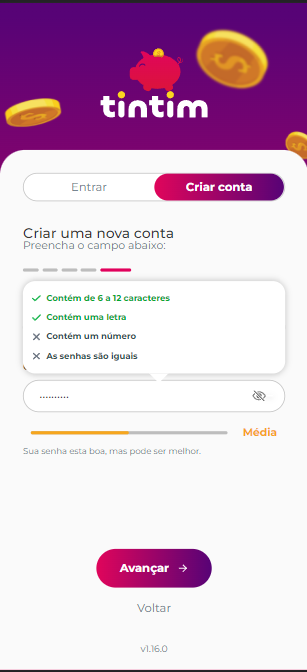 tintim
Entrar
Criar conta
Criar uma nova conta
Preencha o campo abaixo:
Contém de 6 a 12 caracteres
Contém uma letra
Contém um número
As senhas são iguais
Média
Sua senha esta boa, mas pode ser melhor.
Avançar
Voltar
v1.16.0